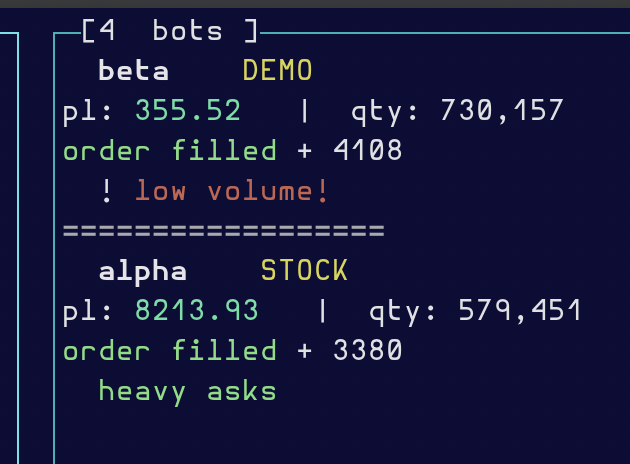 [4 bots ]
beta DEMO
pl: 355.52 | qty: 730,157
order filled + 4108
! low volume!
==================
alpha STOCK
pl: 8213.93 | qty: 579,451
order filled + 3380
heavy asks